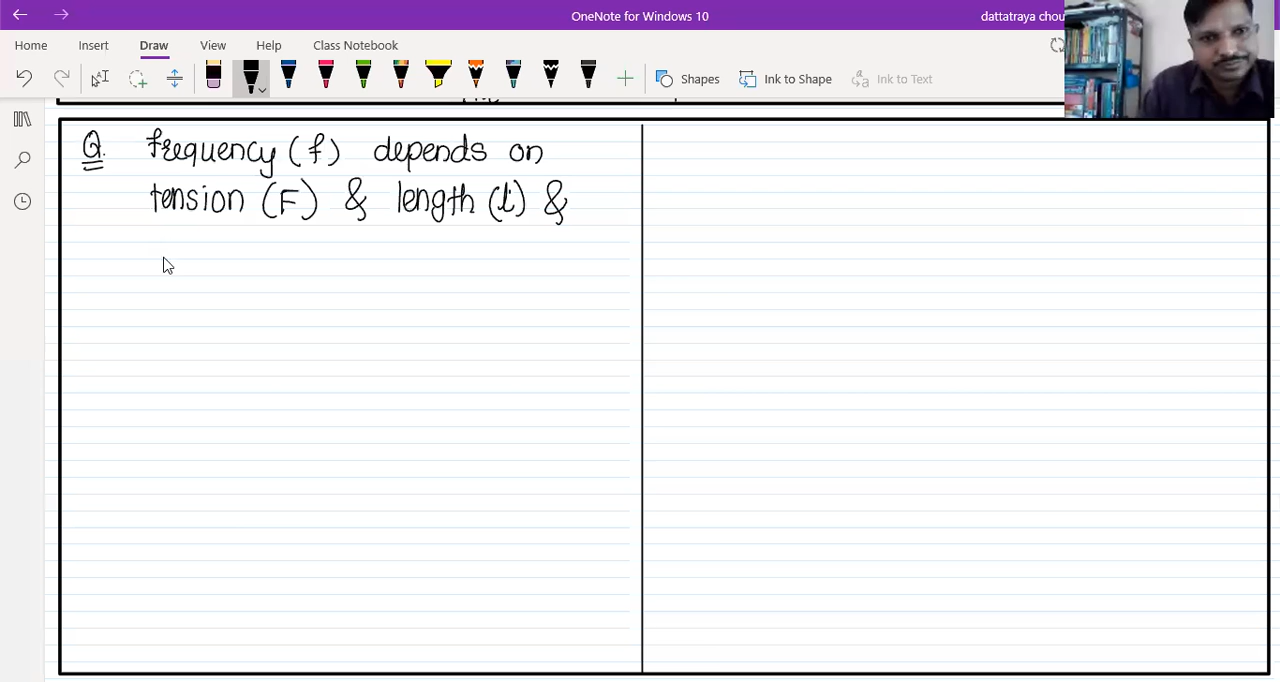 OneNote for Windows 10
dattatraya chou
Home Insert Draw View Help Class Notebook
Shapes Ink to Shape Ink to Text
Q. frequency (f) depends on
tension (F) & length (l) &